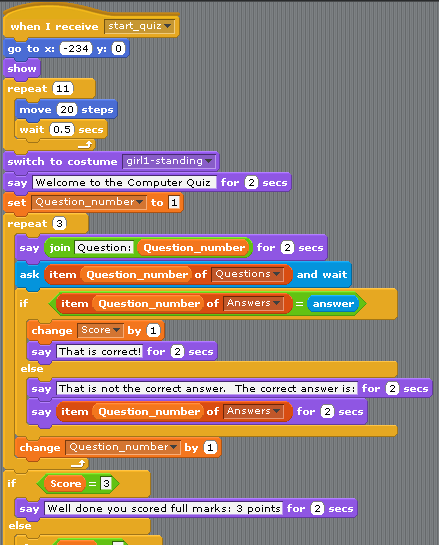 when I receive start_quiz
go to x: -234 y: 0
show
repeat 11
move 20 steps
wait 0.5 secs
switch to costume girl1-standing
say Welcome to the Computer Quiz for 2 secs
set Question_number to 1
repeat 3
say join Question: Question_number for 2 secs
ask item Question_number of Questions and wait
if item Question_number of Answers = answer
change Score by 1
say That is correct! for 2 secs
else
say That is not the correct answer. The correct answer is: for 2 secs
say item Question_number of Answers for 2 secs
change Question_number by 1
if Score = 3
say Well done you scored full marks: 3 points for 2 secs
else